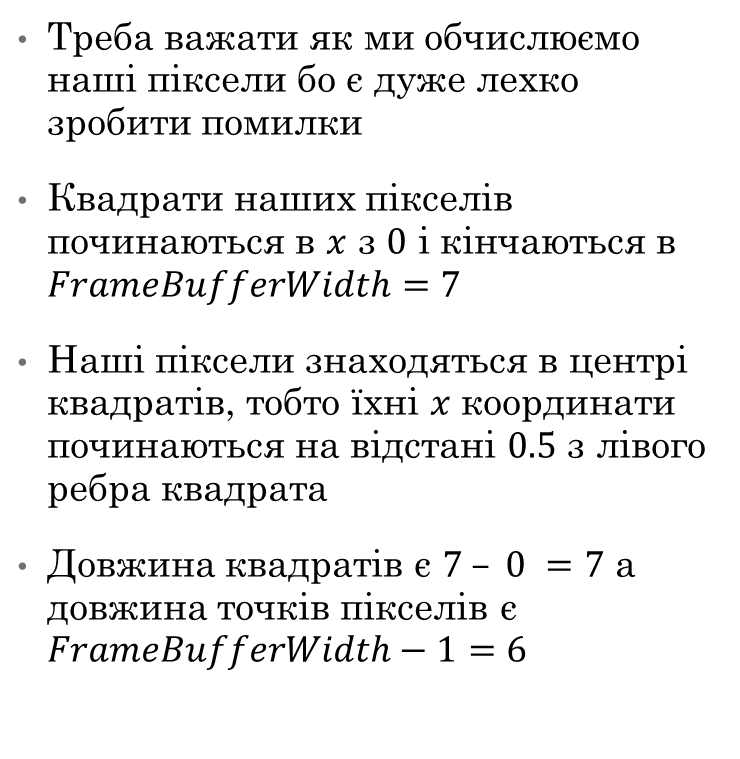 • Треба важати як ми обчислюємо
наші піксели бо є дуже лехко
зробити помилки
• Квадрати наших пікселів
починаються в x з 0 і кінчаються в
FrameBufferWidth = 7
• Наші піксели знаходяться в центрі
квадратів, тобто їхні x координати
починаються на відстані 0.5 з лівого
ребра квадрата
• Довжина квадратів є 7 – 0 = 7 а
довжина точків пікселів є
FrameBufferWidth − 1 = 6